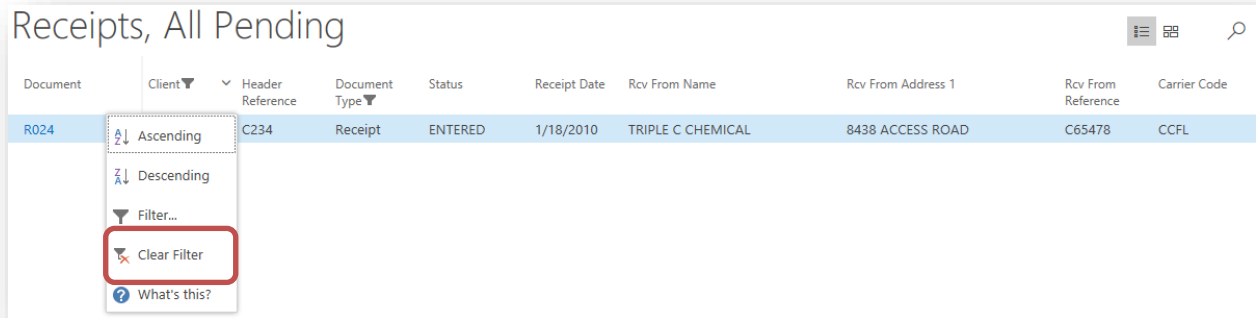 Receipts, All Pending
Document Client Header Reference Document Type Status Receipt Date Rcv From Name Rcv From Address 1 Rcv From Reference Carrier Code
R024 C234 Receipt ENTERED 1/18/2010 TRIPLE C CHEMICAL 8438 ACCESS ROAD C65478 CCFL
Ascending
Descending
Filter...
Clear Filter
What's this?